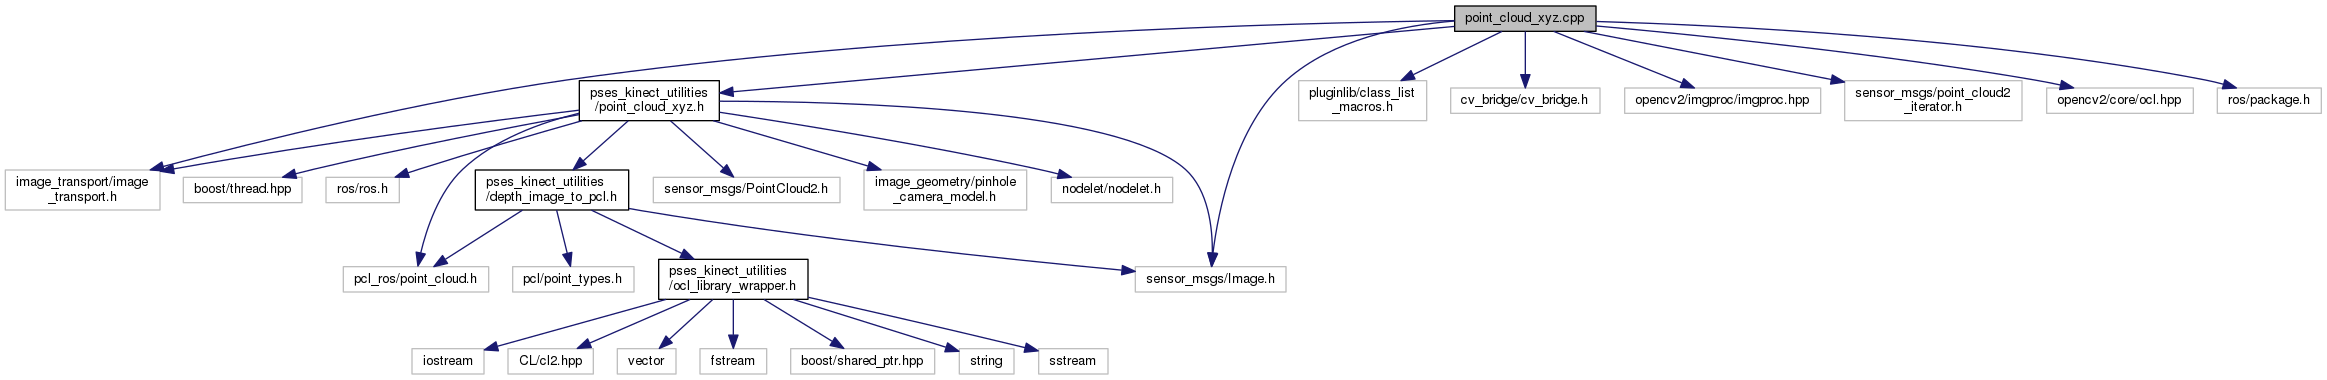 point_cloud_xyz.cpp
pses_kinect_utilities
/point_cloud_xyz.h
pluginlib/class_list
_macros.h
cv_bridge/cv_bridge.h
opencv2/imgproc/imgproc.hpp
sensor_msgs/point_cloud2
_iterator.h
opencv2/core/ocl.hpp
ros/package.h
image_transport/image
_transport.h
boost/thread.hpp
ros/ros.h
pses_kinect_utilities
/depth_image_to_pcl.h
sensor_msgs/PointCloud2.h
image_geometry/pinhole
_camera_model.h
nodelet/nodelet.h
pcl_ros/point_cloud.h
pcl/point_types.h
pses_kinect_utilities
/ocl_library_wrapper.h
sensor_msgs/Image.h
iostream
CL/cl2.hpp
vector
fstream
boost/shared_ptr.hpp
string
sstream